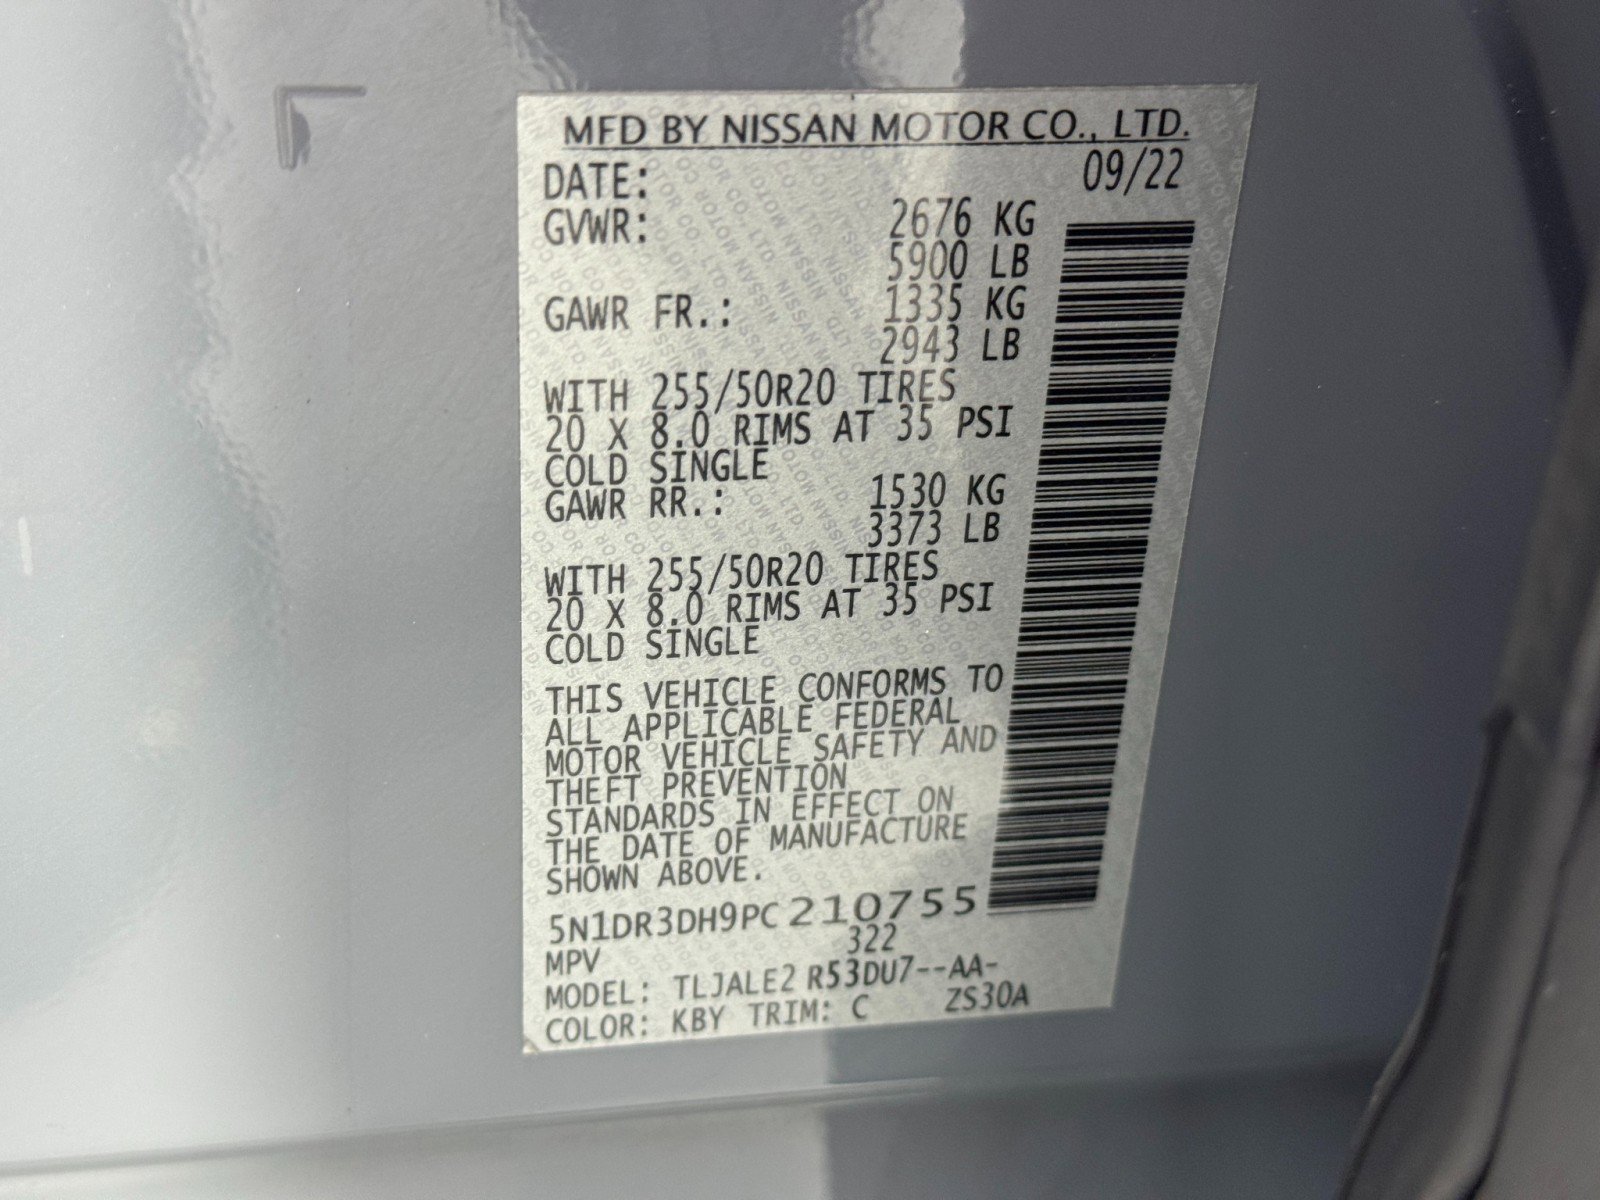 MFD BY NISSAN MOTOR CO., LTD.
DATE: 09/22
GVWR: 2676 KG
5900 LB
GAWR FR.: 1335 KG
2943 LB
WITH 255/50R20 TIRES
20 X 8.0 RIMS AT 35 PSI
COLD SINGLE
GAWR RR.: 1530 KG
3373 LB
WITH 255/50R20 TIRES
20 X 8.0 RIMS AT 35 PSI
COLD SINGLE
THIS VEHICLE CONFORMS TO
ALL APPLICABLE FEDERAL
MOTOR VEHICLE SAFETY AND
THEFT PREVENTION
STANDARDS IN EFFECT ON
THE DATE OF MANUFACTURE
SHOWN ABOVE.
5N1DR3DH9PC210755
MPV 322
MODEL: TLJALE2 R53DU7--AA-
COLOR: KBY TRIM: C ZS30A